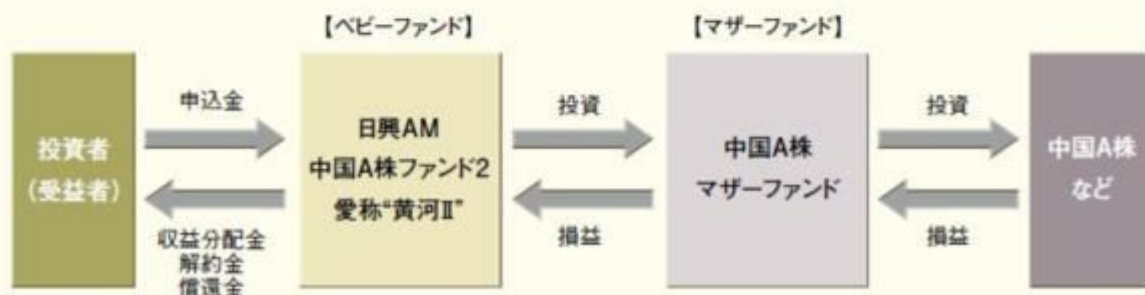 【ベビーファンド】
【マザーファンド】
投資者
（受益者）
申込金
収益分配金
解約金
償還金
日興AM
中国A株ファンド2
愛称“黄河Ⅱ”
投資
損益
中国A株
マザーファンド
投資
損益
中国A株
など